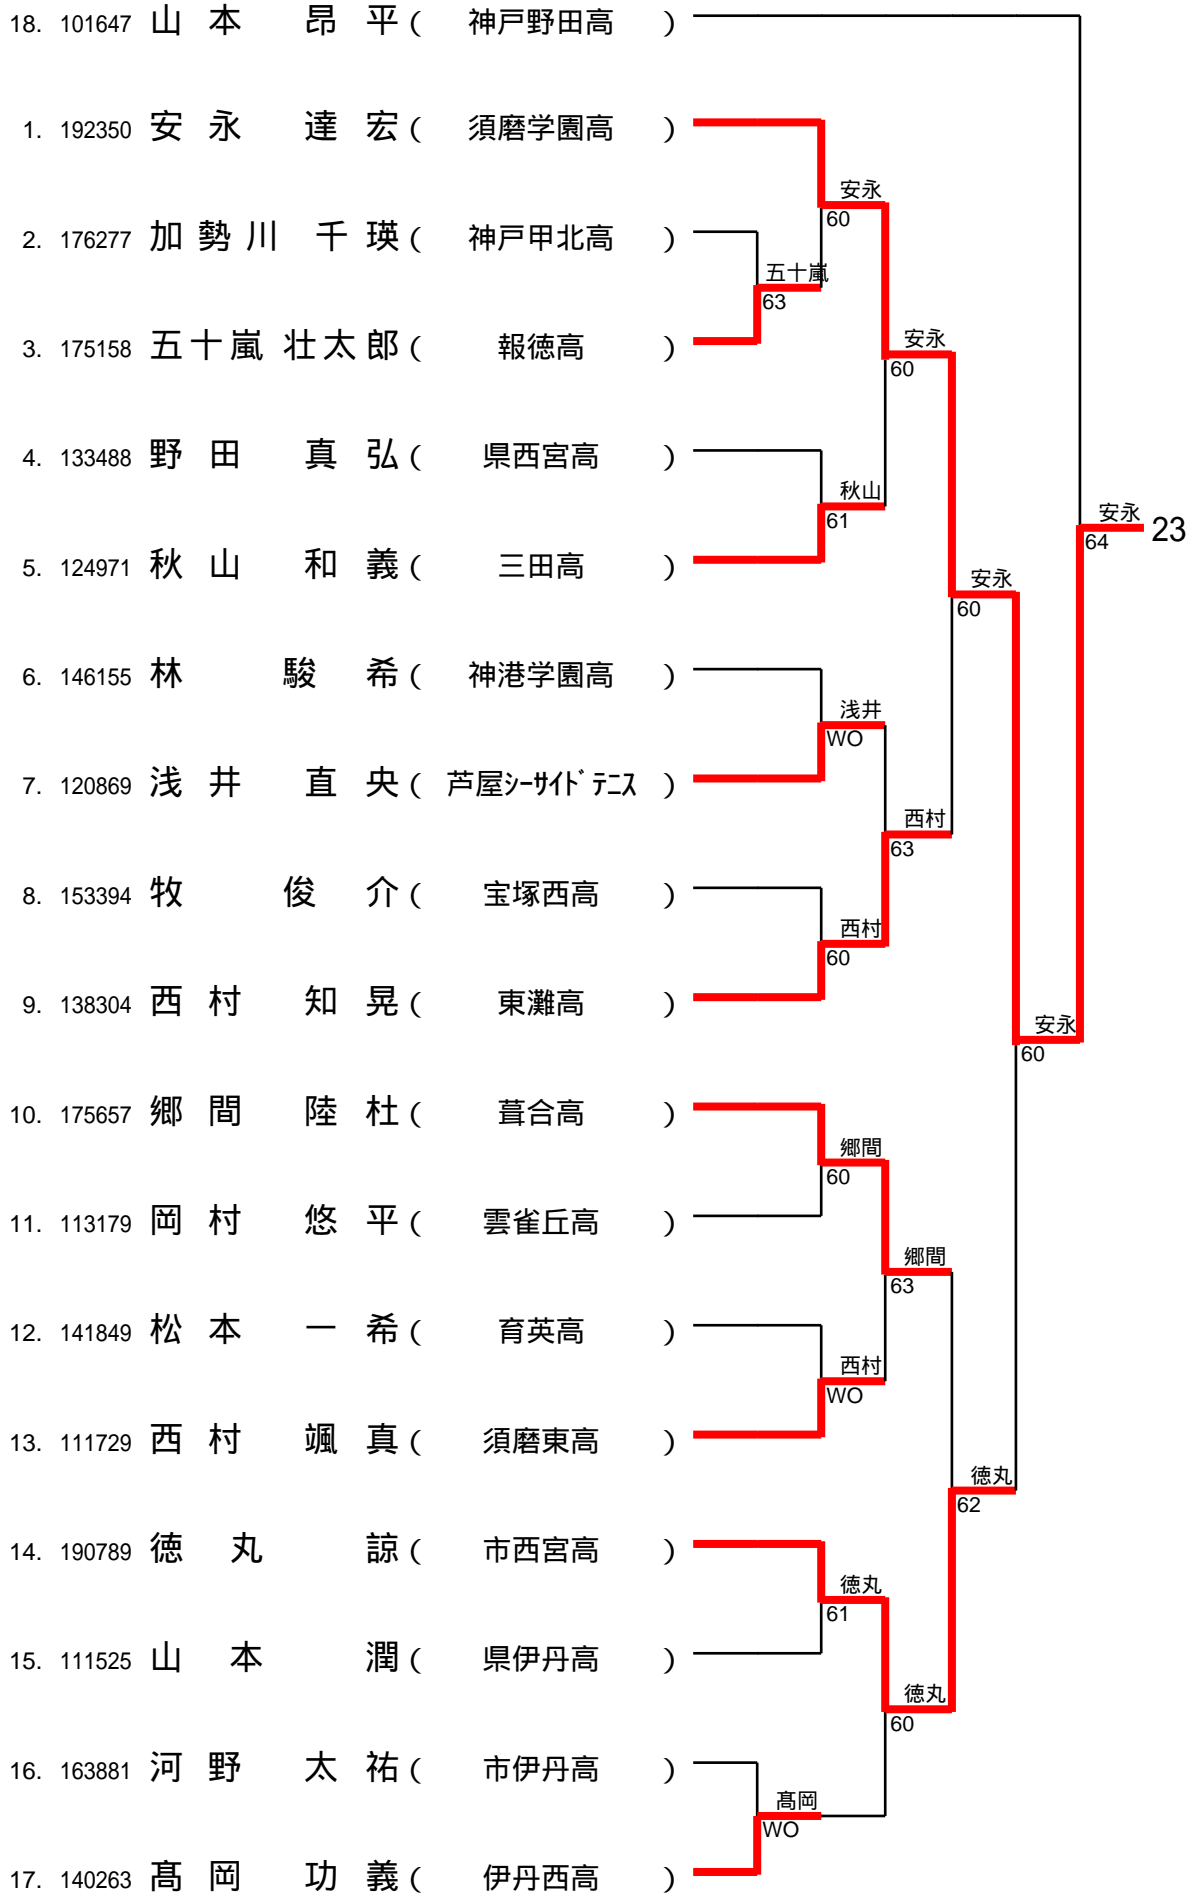 18. 101647 山本 昂平 ( 神戸野田高 )
1. 192350 安永 達宏 ( 須磨学園高 )
安永
60
2. 176277 加勢川 千瑛 ( 神戸甲北高 )
五十嵐
63
3. 175158 五十嵐 壮太郎 ( 報徳高 )
安永
60
4. 133488 野田 真弘 ( 県西宮高 )
秋山
61
安永 23
64
5. 124971 秋山 和義 ( 三田高 )
安永
60
6. 146155 林 駿希 ( 神港学園高 )
浅井
WO
7. 120869 浅井 直央 ( 芦屋シーサイドテニス )
西村
63
8. 153394 牧 俊介 ( 宝塚西高 )
西村
60
9. 138304 西村 知晃 ( 東灘高 )
安永
60
10. 175657 郷間 陸杜 ( 葺合高 )
郷間
60
11. 113179 岡村 悠平 ( 雲雀丘高 )
郷間
63
12. 141849 松本 一希 ( 育英高 )
西村
WO
13. 111729 西村 颯真 ( 須磨東高 )
徳丸
62
14. 190789 徳丸 諒 ( 市西宮高 )
徳丸
61
15. 111525 山本 潤 ( 県伊丹高 )
徳丸
60
16. 163881 河野 太祐 ( 市伊丹高 )
髙岡
WO
17. 140263 髙岡 功義 ( 伊丹西高 )